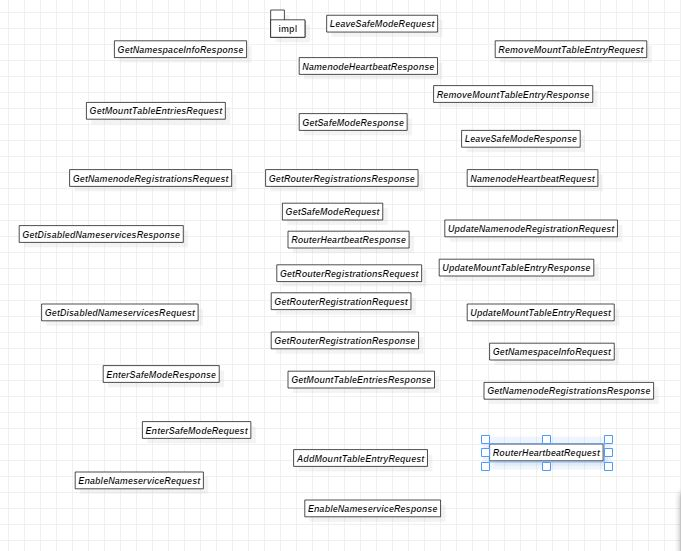 LeaveSafeModeRequest
impl
GetNamespaceInfoResponse
RemoveMountTableEntryRequest
NamenodeHeartbeatResponse
RemoveMountTableEntryResponse
GetMountTableEntriesRequest
GetSafeModeResponse
LeaveSafeModeResponse
GetNamenodeRegistrationsRequest
GetRouterRegistrationsResponse
NamenodeHeartbeatRequest
GetSafeModeRequest
UpdateNamenodeRegistrationRequest
GetDisabledNameservicesResponse
RouterHeartbeatResponse
UpdateMountTableEntryResponse
GetRouterRegistrationsRequest
GetRouterRegistrationRequest
GetDisabledNameservicesRequest
UpdateMountTableEntryRequest
GetRouterRegistrationResponse
GetNamespaceInfoRequest
EnterSafeModeResponse
GetMountTableEntriesResponse
GetNamenodeRegistrationsResponse
EnterSafeModeRequest
RouterHeartbeatRequest
AddMountTableEntryRequest
EnableNameserviceRequest
EnableNameserviceResponse